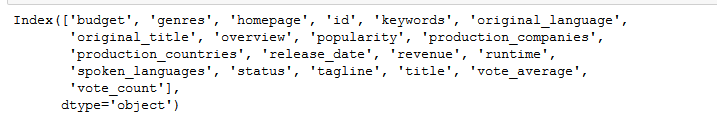 Index(['budget', 'genres', 'homepage', 'id', 'keywords', 'original_language',
'original_title', 'overview', 'popularity', 'production_companies',
'production_countries', 'release_date', 'revenue', 'runtime',
'spoken_languages', 'status', 'tagline', 'title', 'vote_average',
'vote_count'],
dtype='object')